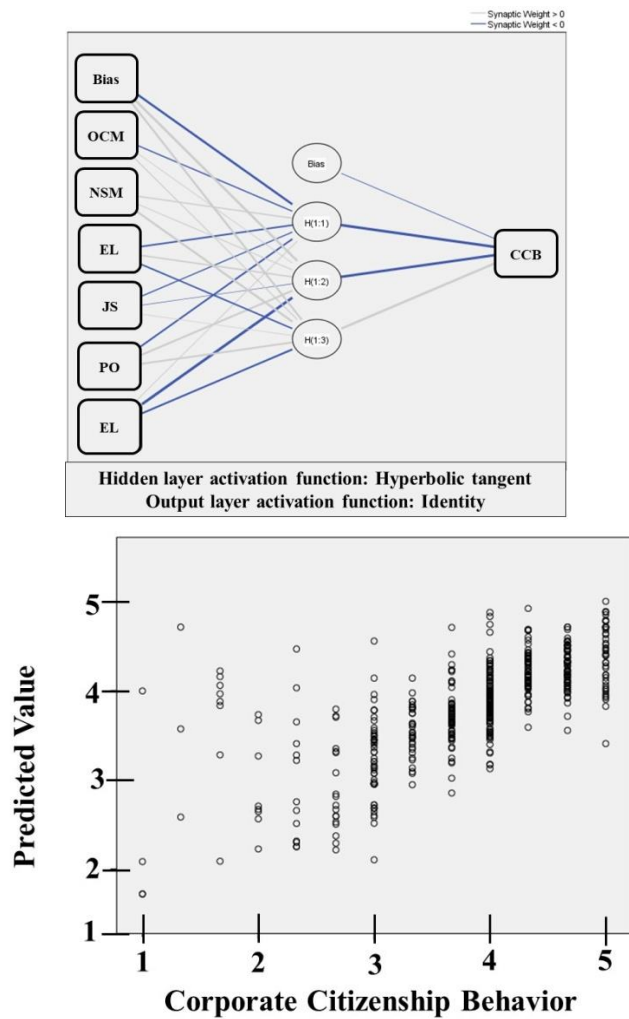 Synaptic Weight > 0
Synaptic Weight < 0
Bias
OCM
NSM
EL
JS
PO
EL
Bias
H(1:1)
H(1:2)
H(1:3)
CCB
Hidden layer activation function: Hyperbolic tangent
Output layer activation function: Identity
Predicted Value
5
4
3
2
1
1 2 3 4 5
Corporate Citizenship Behavior